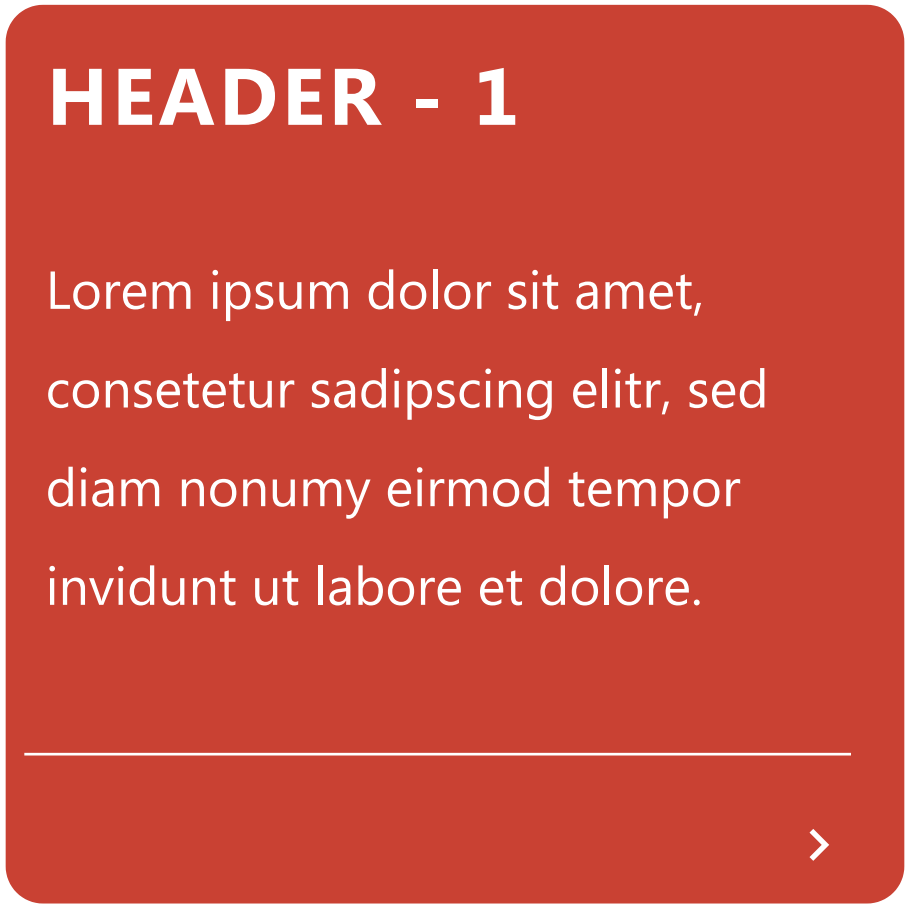 HEADER - 1
Lorem ipsum dolor sit amet,
consetetur sadipscing elitr, sed
diam nonumy eirmod tempor
invidunt ut labore et dolore.